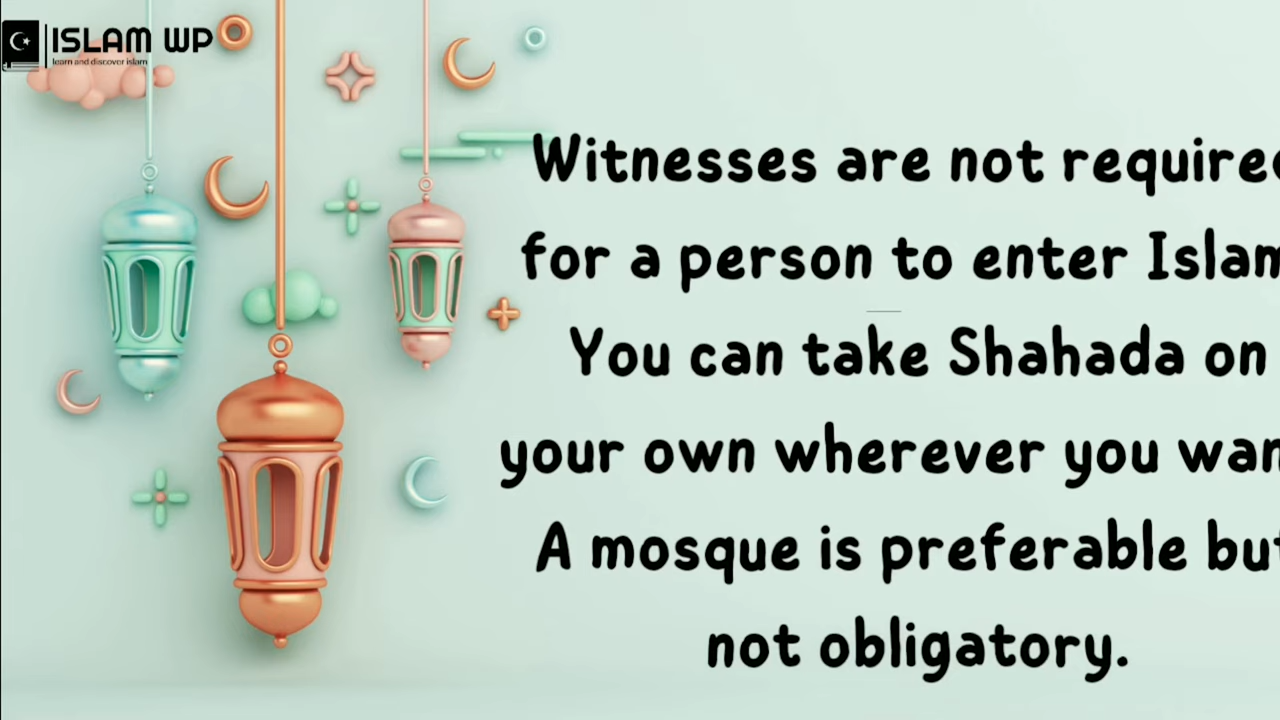 ISLAM WP
learn and discover islam
Witnesses are not require
for a person to enter Islam
You can take Shahada on
your own wherever you wan
A mosque is preferable but
not obligatory.